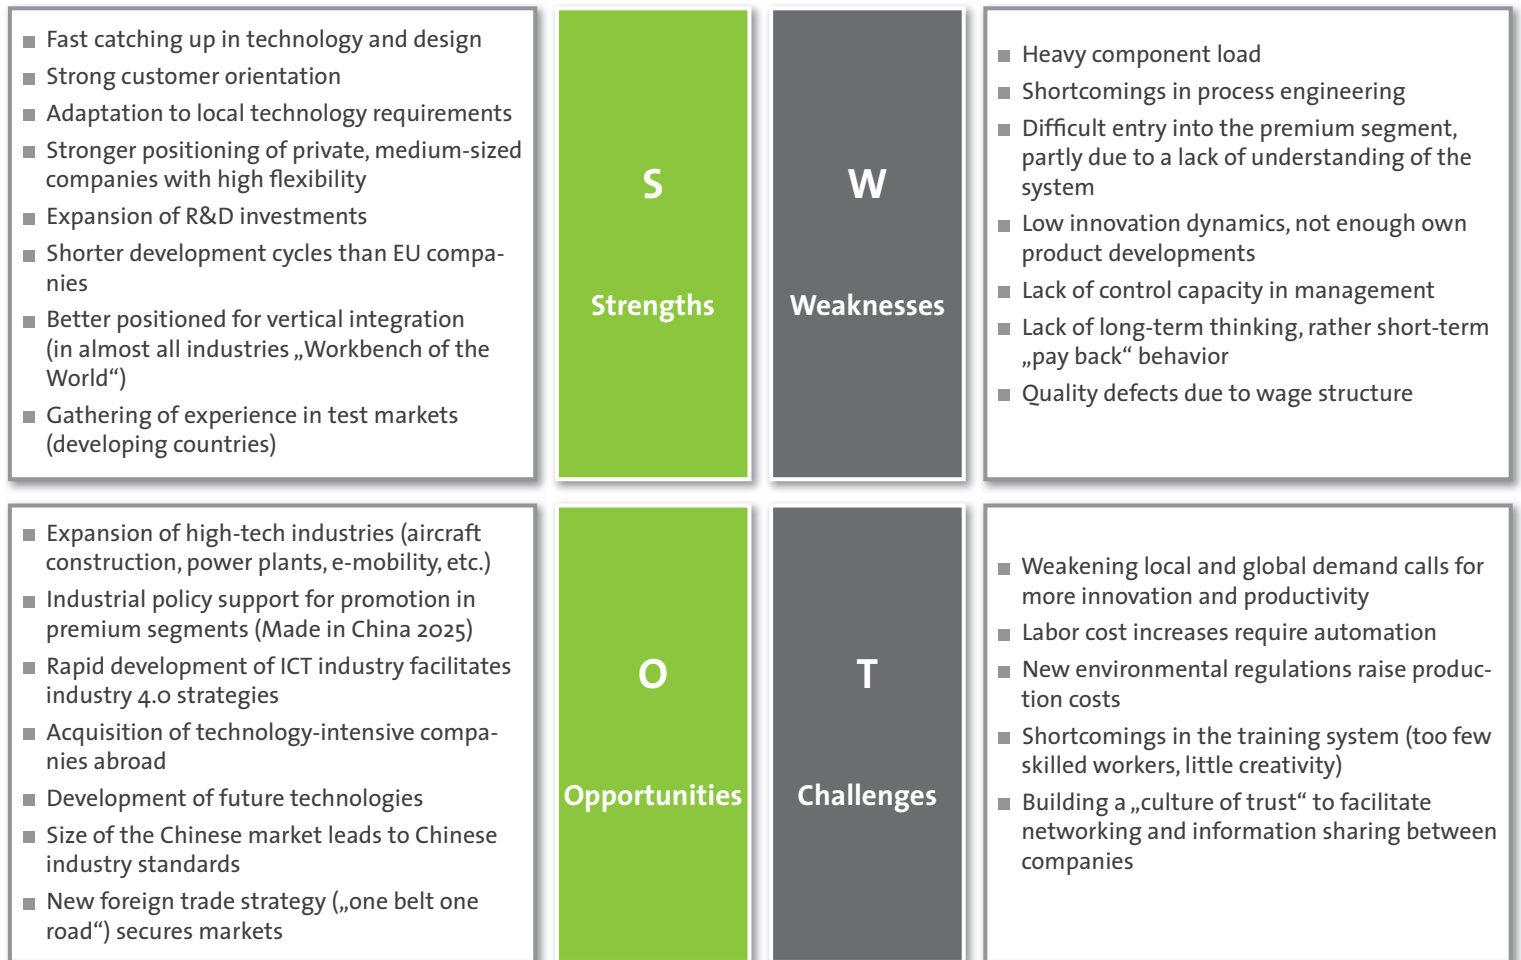 Fast catching up in technology and design
Strong customer orientation
Adaptation to local technology requirements
Stronger positioning of private, medium-sized
companies with high flexibility
Expansion of R&D investments
Shorter development cycles than EU compa-
nies
Better positioned for vertical integration
(in almost all industries „Workbench of the
World“)
Gathering of experience in test markets
(developing countries)
S
Strengths
W
Weaknesses
Heavy component load
Shortcomings in process engineering
Difficult entry into the premium segment,
partly due to a lack of understanding of the
system
Low innovation dynamics, not enough own
product developments
Lack of control capacity in management
Lack of long-term thinking, rather short-term
„pay back“ behavior
Quality defects due to wage structure
Expansion of high-tech industries (aircraft
construction, power plants, e-mobility, etc.)
Industrial policy support for promotion in
premium segments (Made in China 2025)
Rapid development of ICT industry facilitates
industry 4.0 strategies
Acquisition of technology-intensive compa-
nies abroad
Development of future technologies
Size of the Chinese market leads to Chinese
industry standards
New foreign trade strategy („one belt one
road“) secures markets
O
Opportunities
T
Challenges
Weakening local and global demand calls for
more innovation and productivity
Labor cost increases require automation
New environmental regulations raise produc-
tion costs
Shortcomings in the training system (too few
skilled workers, little creativity)
Building a „culture of trust“ to facilitate
networking and information sharing between
companies